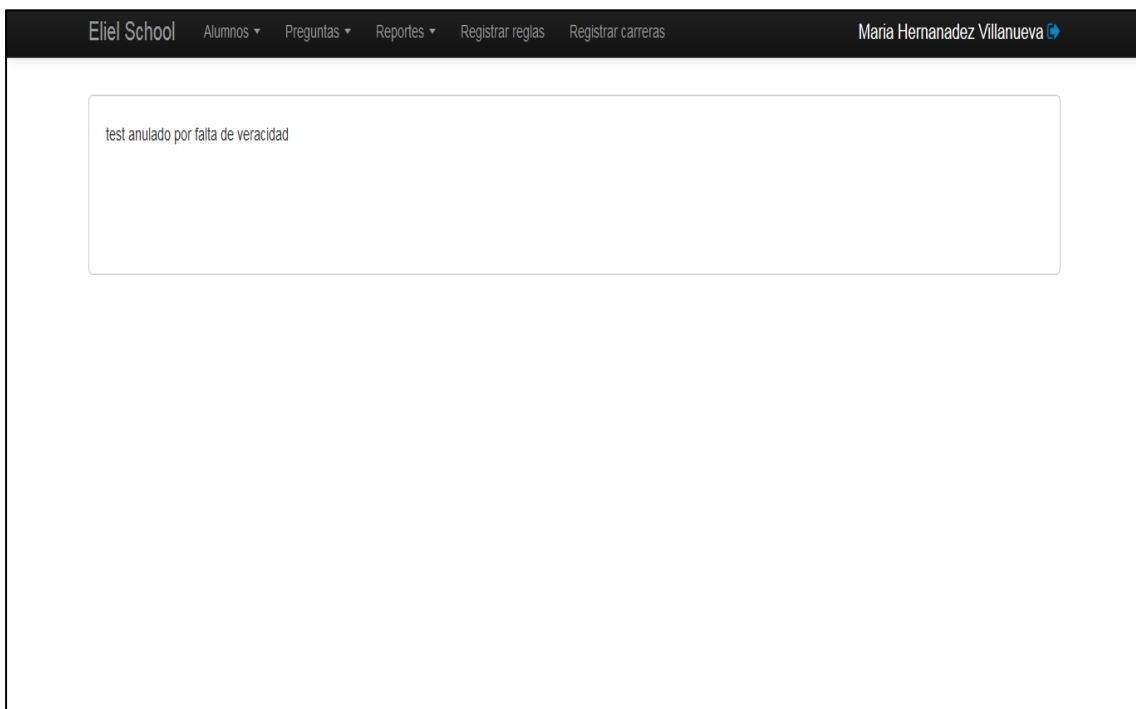 Eliel School Alumnos Preguntas Reportes Registrar reglas Registrar carreras Maria Hernanadez Villanueva
test anulado por falta de veracidad